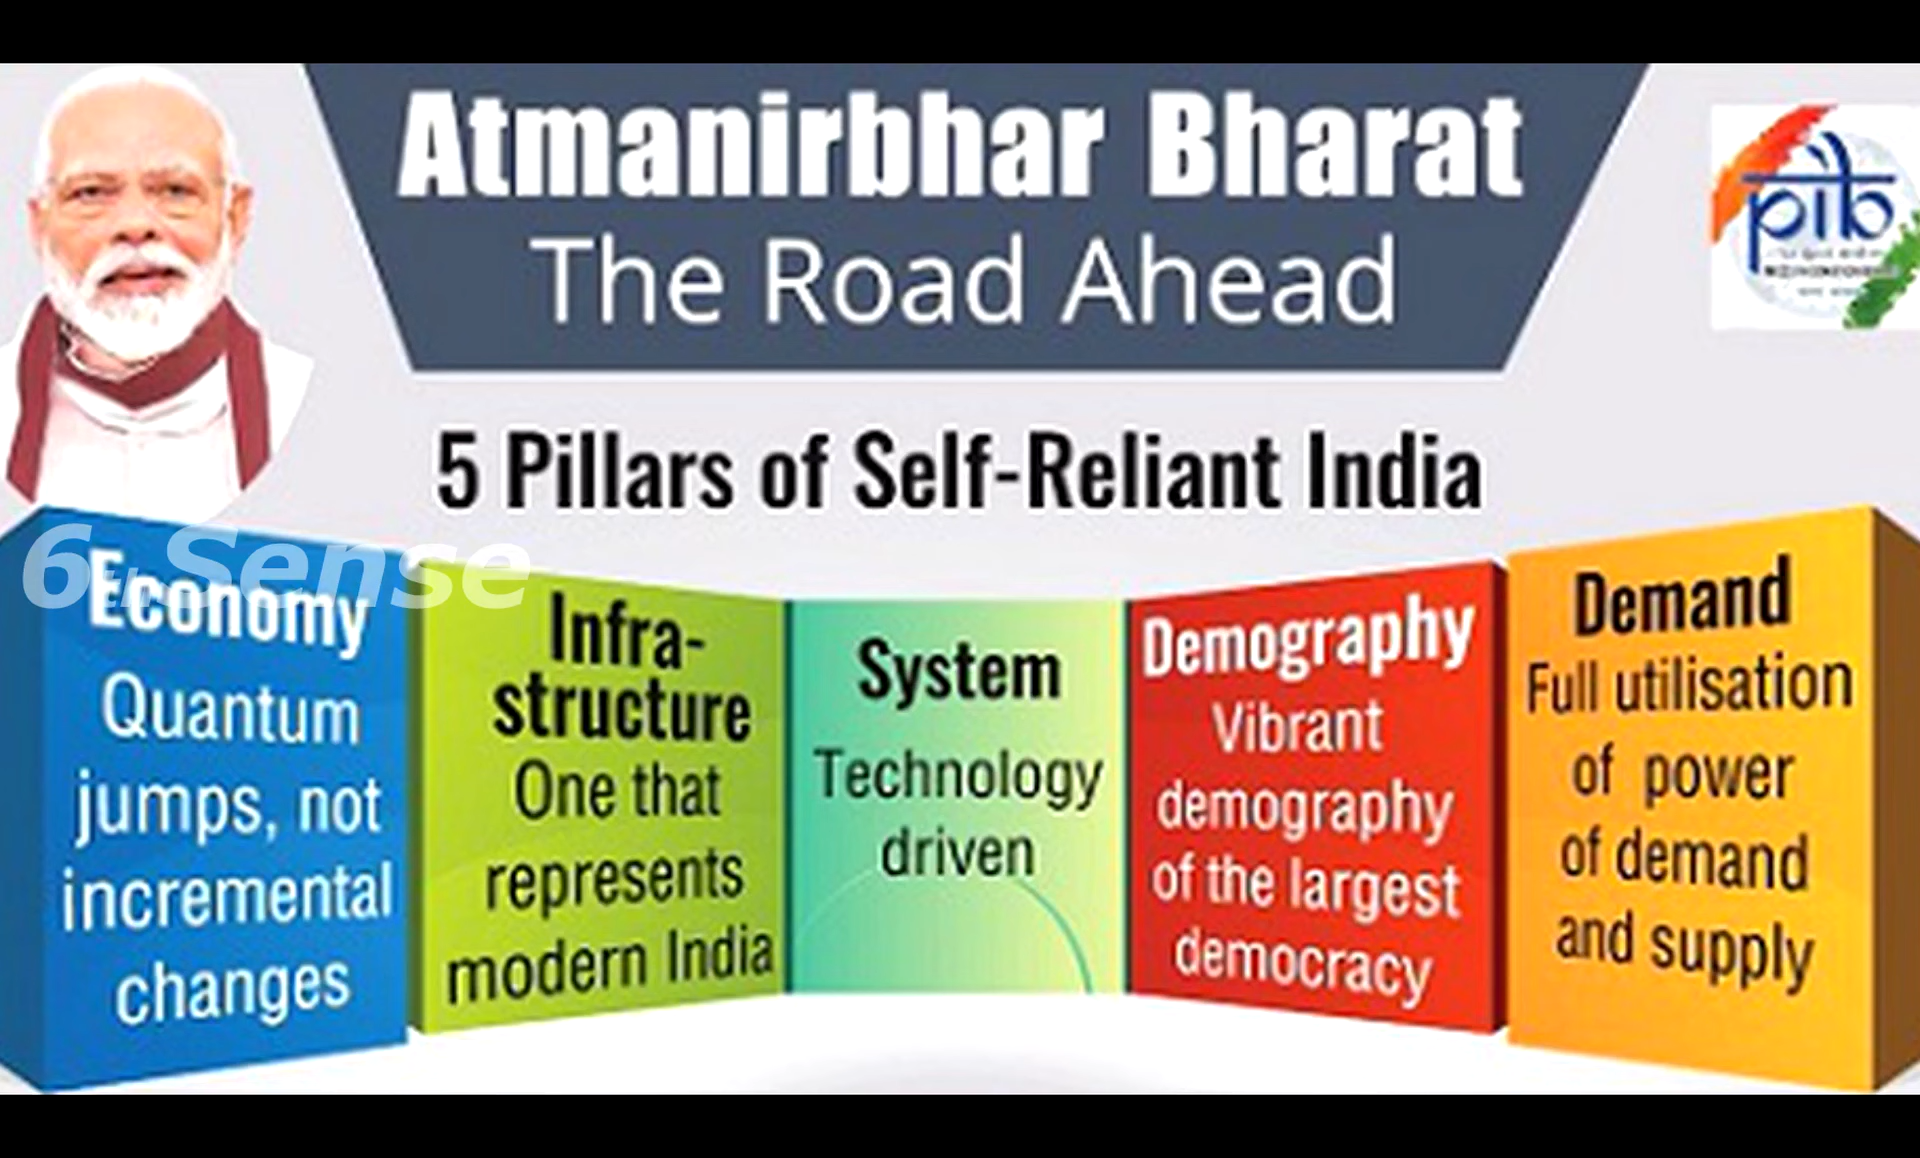 Atmanirbhar Bharat
The Road Ahead
pib
5 Pillars of Self-Reliant India
6th Sense
Economy
Quantum
jumps, not
incremental
changes
Infra-
structure
One that
represents
modern India
System
Technology
driven
Demography
Vibrant
demography
of the largest
democracy
Demand
Full utilisation
of power
of demand
and supply